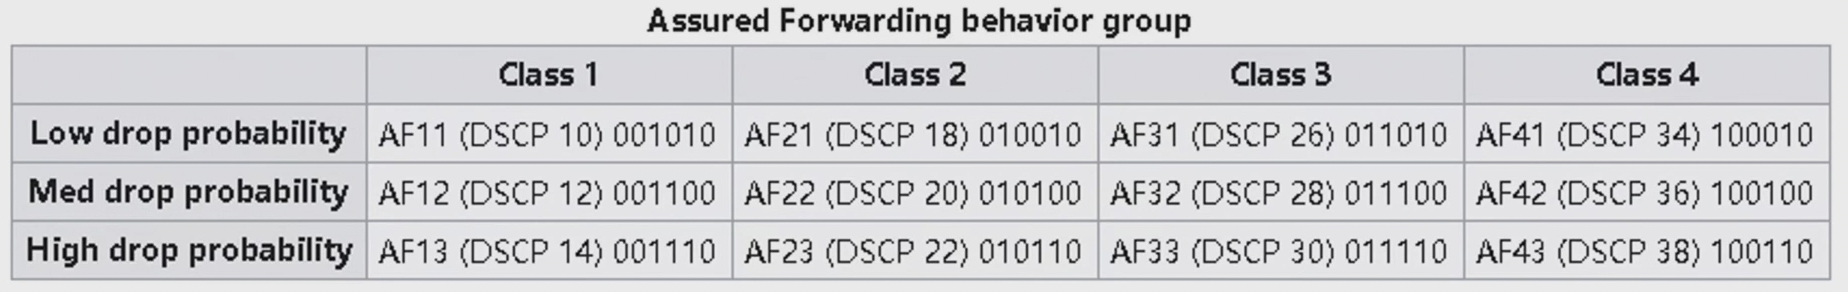 Assured Forwarding behavior group
Class 1 Class 2 Class 3 Class 4
Low drop probability AF11 (DSCP 10) 001010 AF21 (DSCP 18) 010010 AF31 (DSCP 26) 011010 AF41 (DSCP 34) 100010
Med drop probability AF12 (DSCP 12) 001100 AF22 (DSCP 20) 010100 AF32 (DSCP 28) 011100 AF42 (DSCP 36) 100100
High drop probability AF13 (DSCP 14) 001110 AF23 (DSCP 22) 010110 AF33 (DSCP 30) 011110 AF43 (DSCP 38) 100110